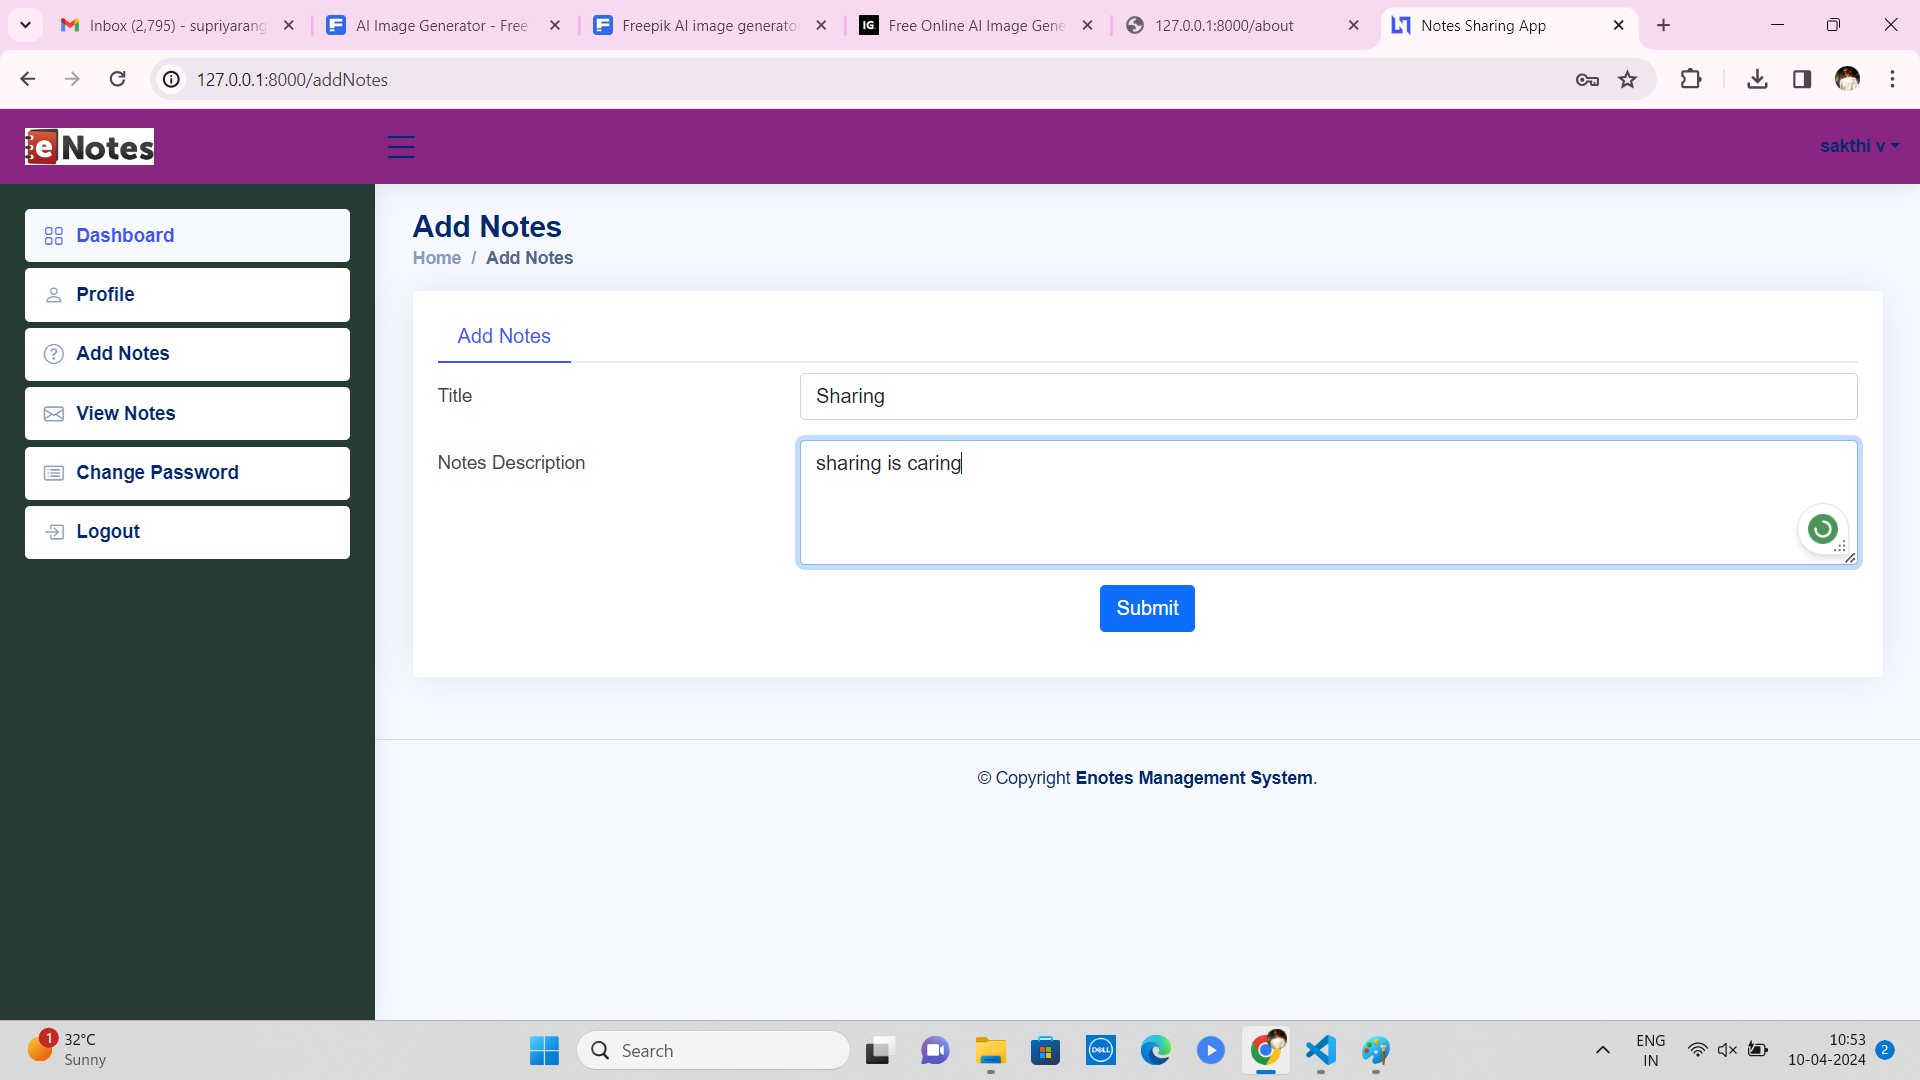 Inbox (2,795) - supriyarang
AI Image Generator - Free
Freepik AI image generato
IG.
Free Online AI Image Gene
127.0.0.1:8000/about
Notes Sharing App
127.0.0.1:8000/addNotes
eNotes
sakthi v
Dashboard
Profile
Add Notes
View Notes
Change Password
Logout
Add Notes
Home / Add Notes
Add Notes
Title
Sharing
Notes Description
sharing is caring
Submit
© Copyright Enotes Management System.
1
32°C
Sunny
Search
DELL
ENG
IN
10:53
10-04-2024
2